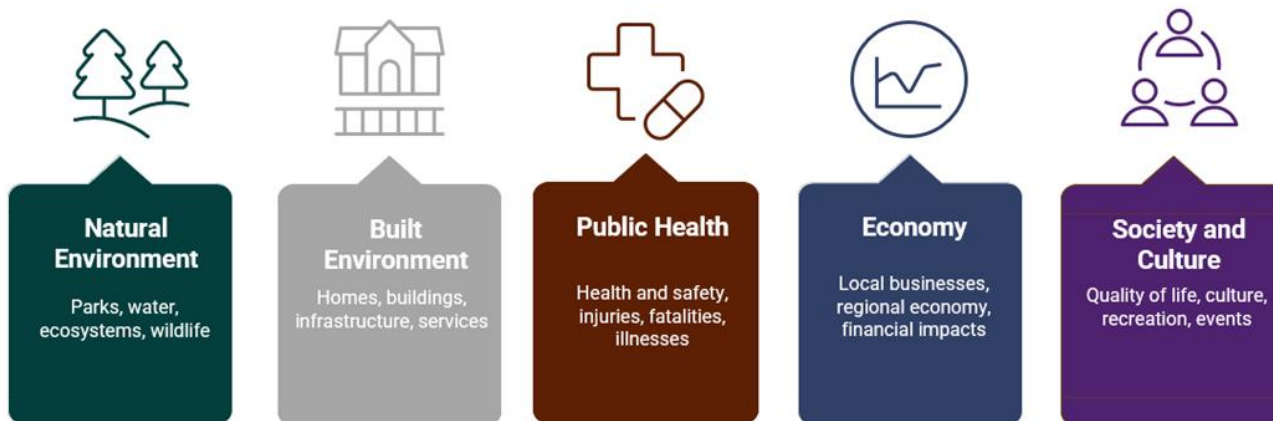 Natural
Environment
Parks, water,
ecosystems, wildlife
Built
Environment
Homes, buildings,
infrastructure, services
Public Health
Health and safety,
injuries, fatalities,
illnesses
Economy
Local businesses,
regional economy,
financial impacts
Society and
Culture
Quality of life, culture,
recreation, events